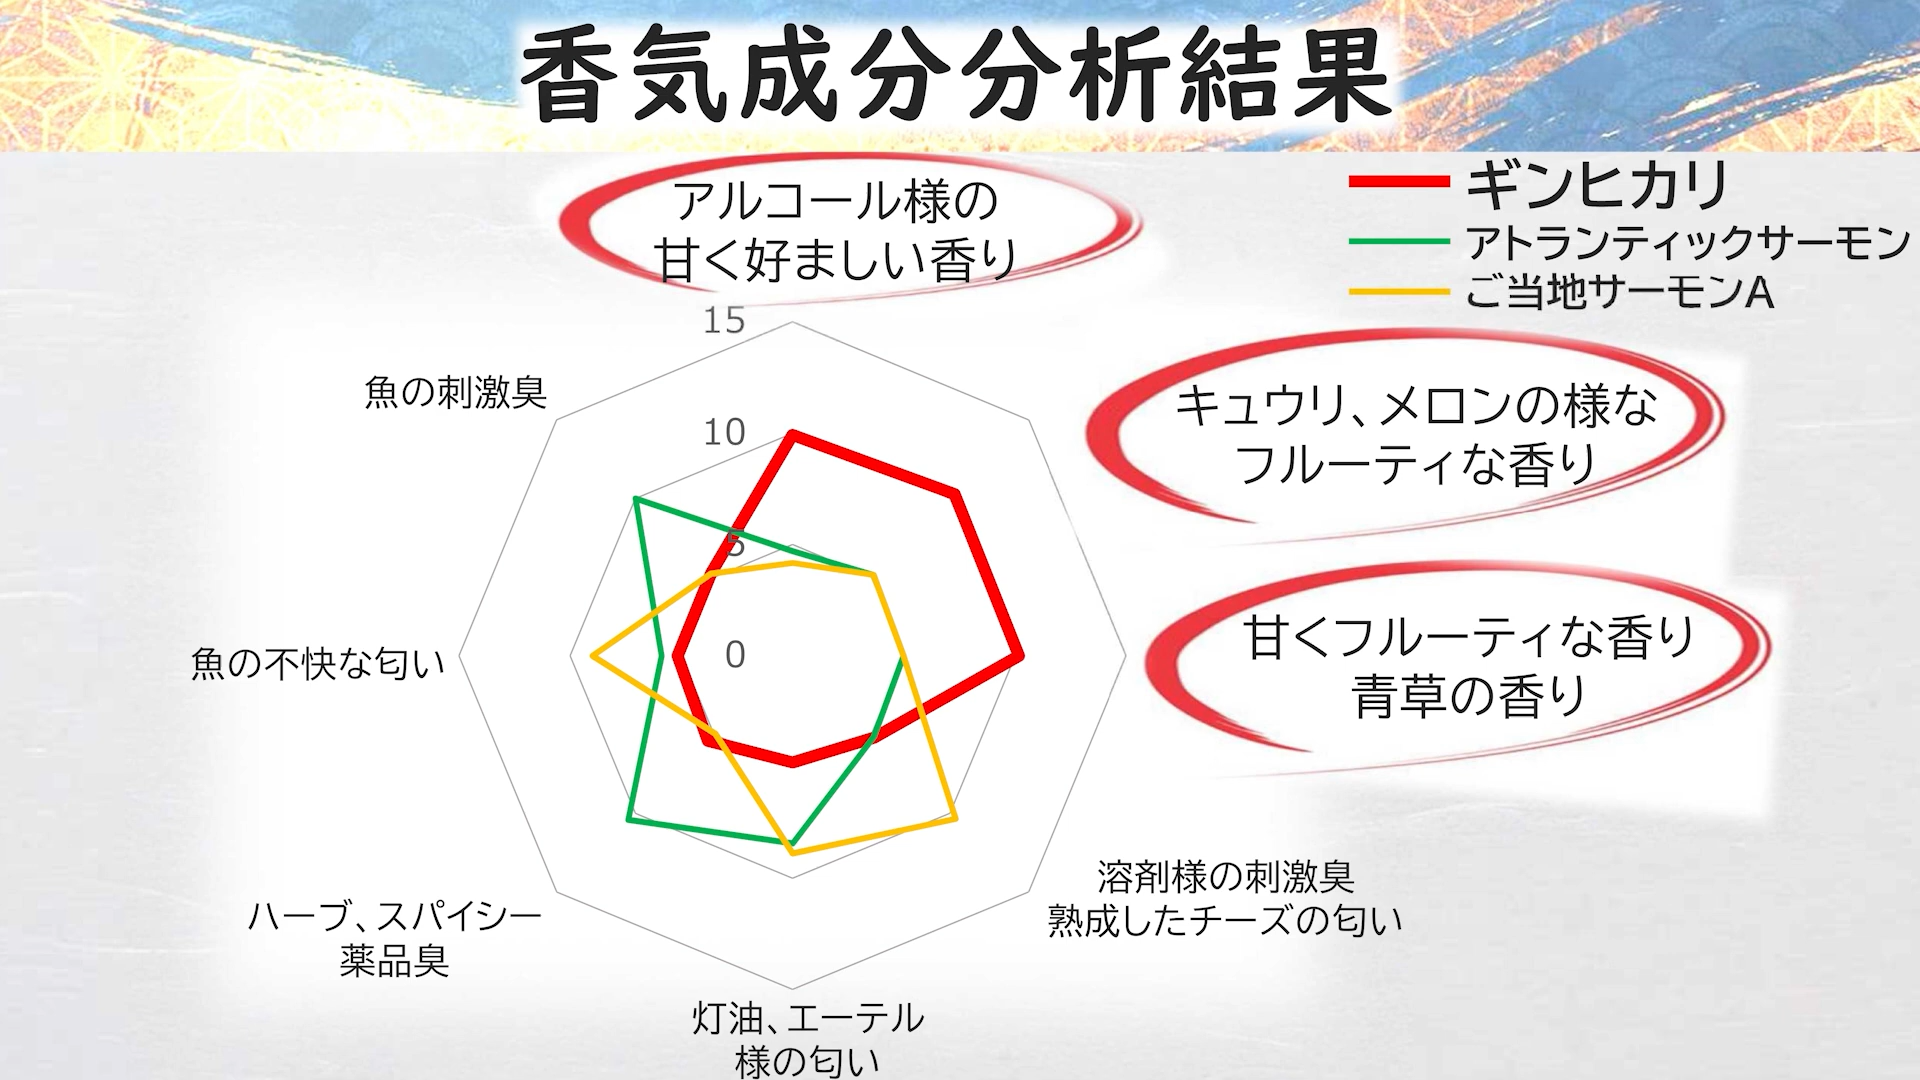 香気成分分析結果
アルコール様の
甘く好ましい香り
ギンヒカリ
アトランティックサーモン
ご当地サーモンA
キュウリ、メロンの様な
フルーティな香り
甘くフルーティな香り
青草の香り
溶剤様の刺激臭
熟成したチーズの匂い
灯油、エーテル
様の匂い
ハーブ、スパイシー
薬品臭
魚の不快な匂い
魚の刺激臭
15
10
5
0